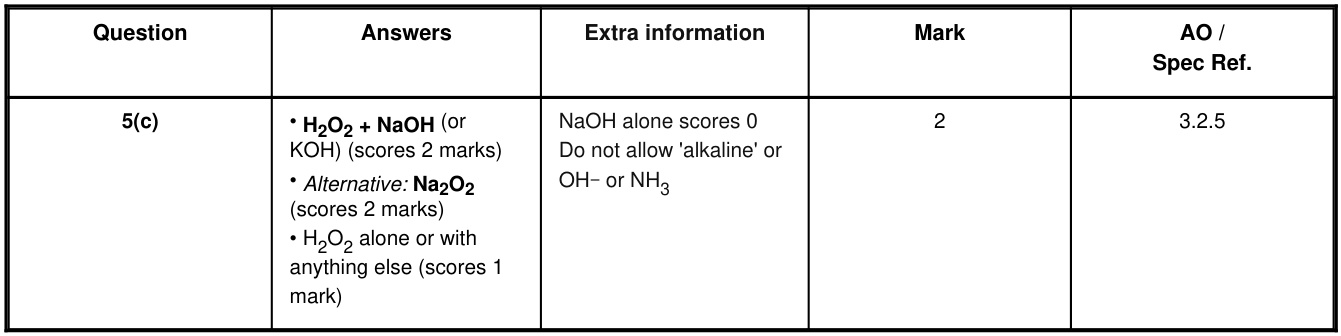 Question Answers Extra information Mark AO /
Spec Ref.
5(c)
• H₂O₂ + NaOH (or
KOH) (scores 2 marks)
• Alternative: Na₂O₂
(scores 2 marks)
• H₂O₂ alone or with
anything else (scores 1
mark)
NaOH alone scores 0
Do not allow 'alkaline' or
OH− or NH₃
2
3.2.5